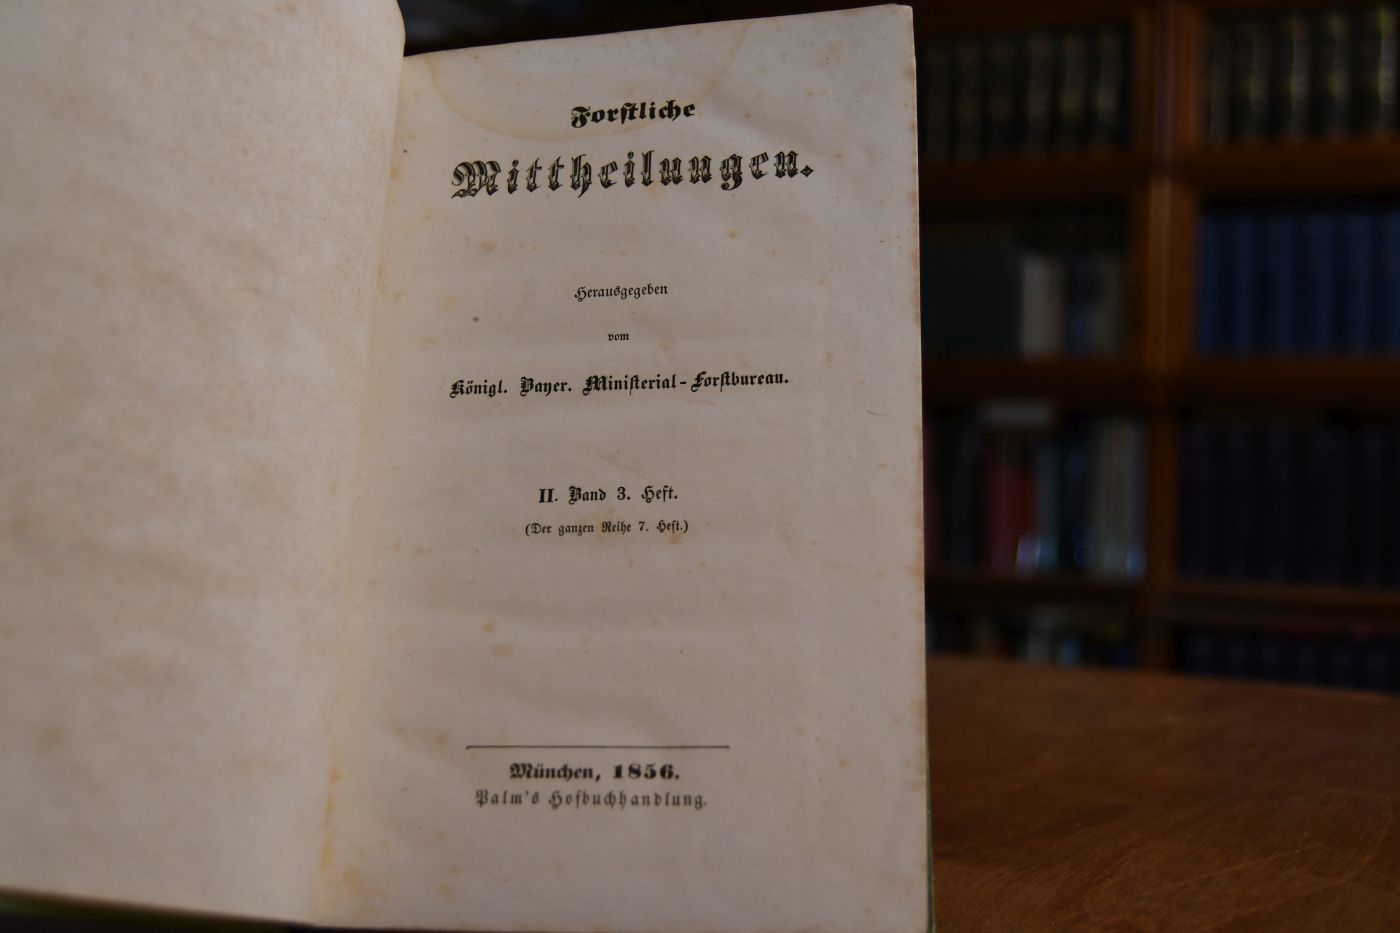 Forstliche
Mittheilungen.
Herausgegeben
vom
Königl. Bayer. Ministerial-Forstbureau.
II. Band 3. Heft.
(Der ganzen Reihe 7. Heft.)
München, 1856.
Palm's Hofbuchhandlung.